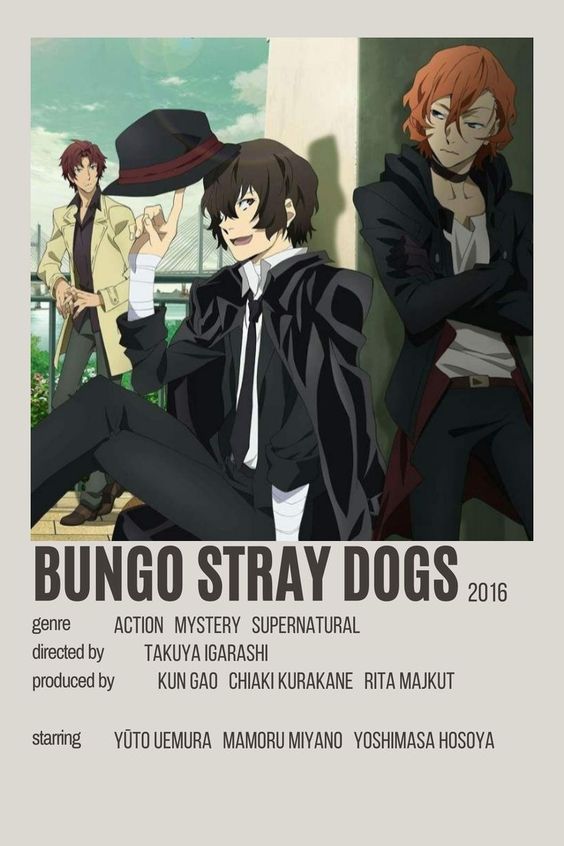 BUNGO STRAY DOGS 2016
genre ACTION MYSTERY SUPERNATURAL
directed by TAKUYA IGARASHI
produced by KUN GAO CHIAKI KURAKANE RITA MAJKUT
starring YŪTO UEMURA MAMORU MIYANO YOSHIMASA HOSOYA